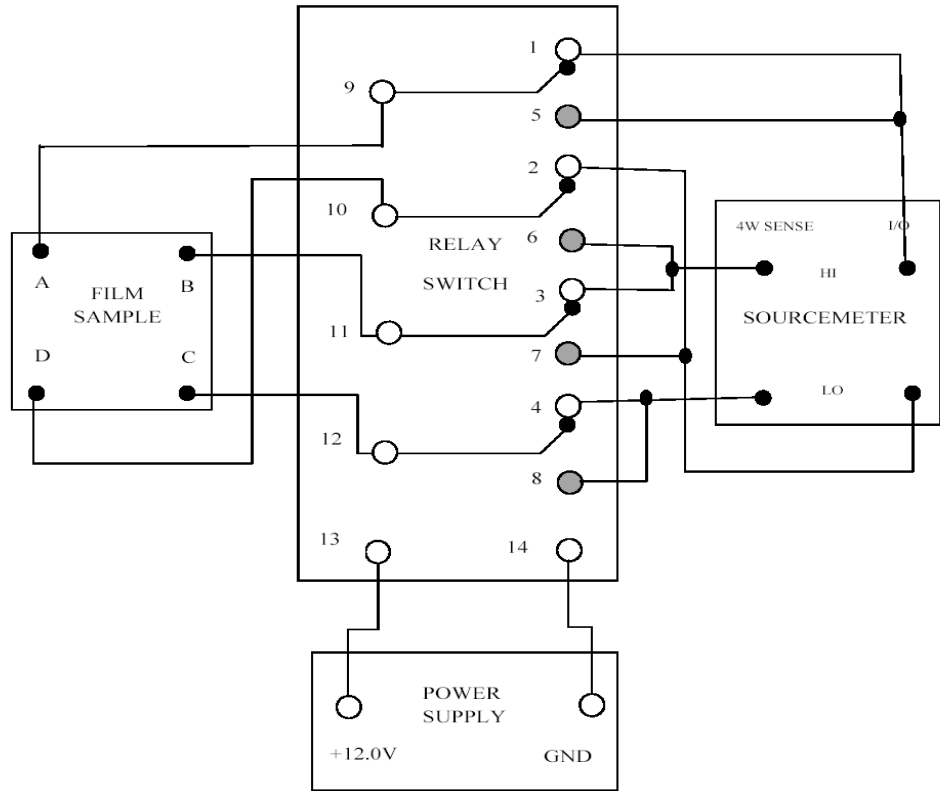 1
9
5
2
10
6
4W SENSE I/O
RELAY
SWITCH
A
B
HI
FILM
SAMPLE
3
11
SOURCEMETER
D
C
7
LO
4
12
8
13
14
POWER
SUPPLY
+12.0V
GND